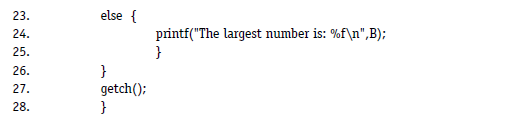 23. else {
24. printf("The largest number is: %f\n",B);
25. }
26. }
27. getch();
28. }